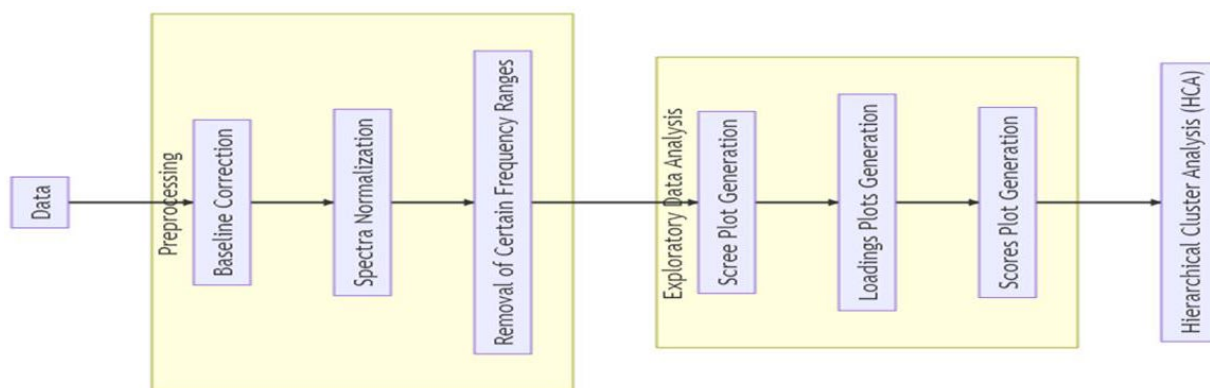 Data
Preprocessing
Baseline Correction
Spectra Normalization
Removal of Certain Frequency Ranges
Exploratory Data Analysis
Scree Plot Generation
Loadings Plots Generation
Scores Plot Generation
Hierarchical Cluster Analysis (HCA)